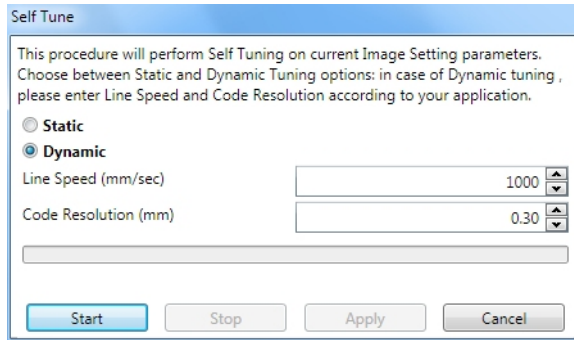 Self Tune
This procedure will perform Self Tuning on current Image Setting parameters.
Choose between Static and Dynamic Tuning options: in case of Dynamic tuning ,
please enter Line Speed and Code Resolution according to your application.
Static
Dynamic
Line Speed (mm/sec) 1000
Code Resolution (mm) 0.30
Start Stop Apply Cancel